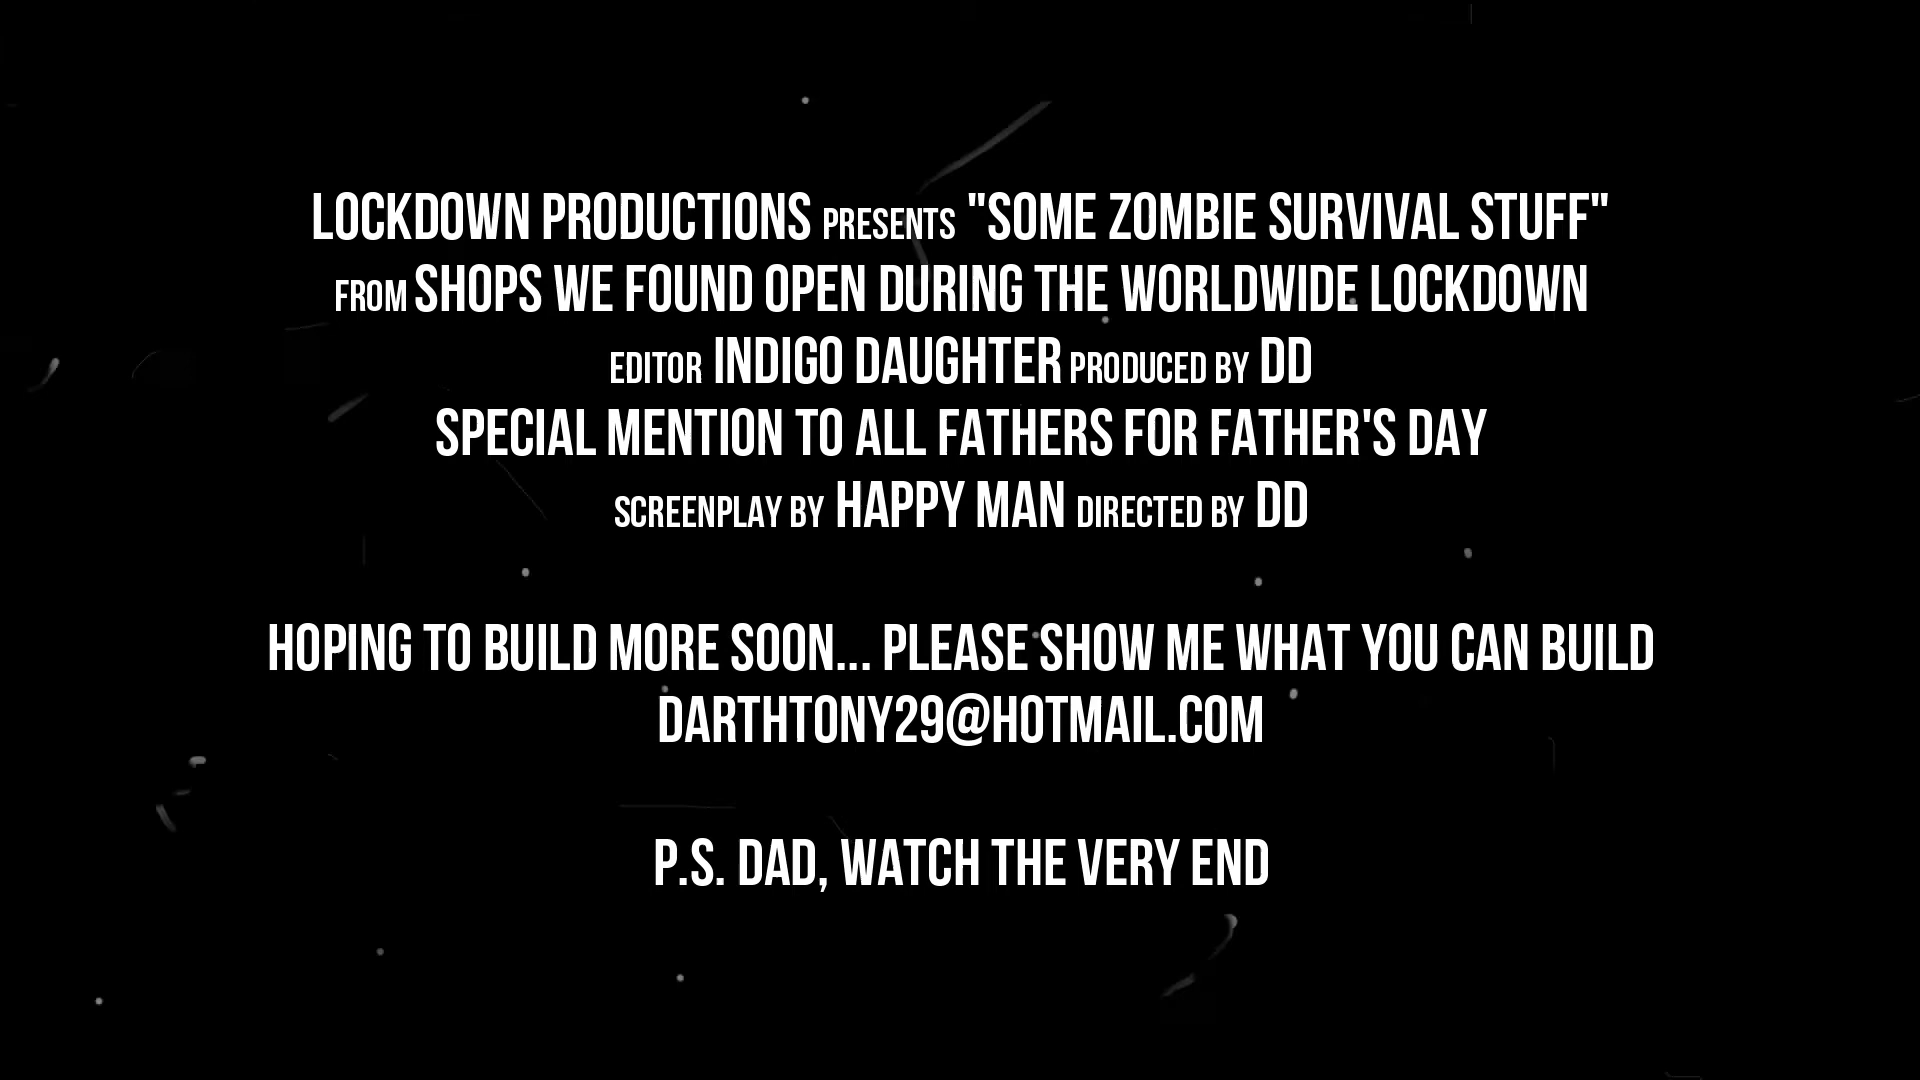 LOCKDOWN PRODUCTIONS PRESENTS "SOME ZOMBIE SURVIVAL STUFF"
FROM SHOPS WE FOUND OPEN DURING THE WORLDWIDE LOCKDOWN
EDITOR INDIGO DAUGHTER PRODUCED BY DD
SPECIAL MENTION TO ALL FATHERS FOR FATHER'S DAY
SCREENPLAY BY HAPPY MAN DIRECTED BY DD
HOPING TO BUILD MORE SOON... PLEASE SHOW ME WHAT YOU CAN BUILD
DARTHTONY29@HOTMAIL.COM
P.S. DAD, WATCH THE VERY END